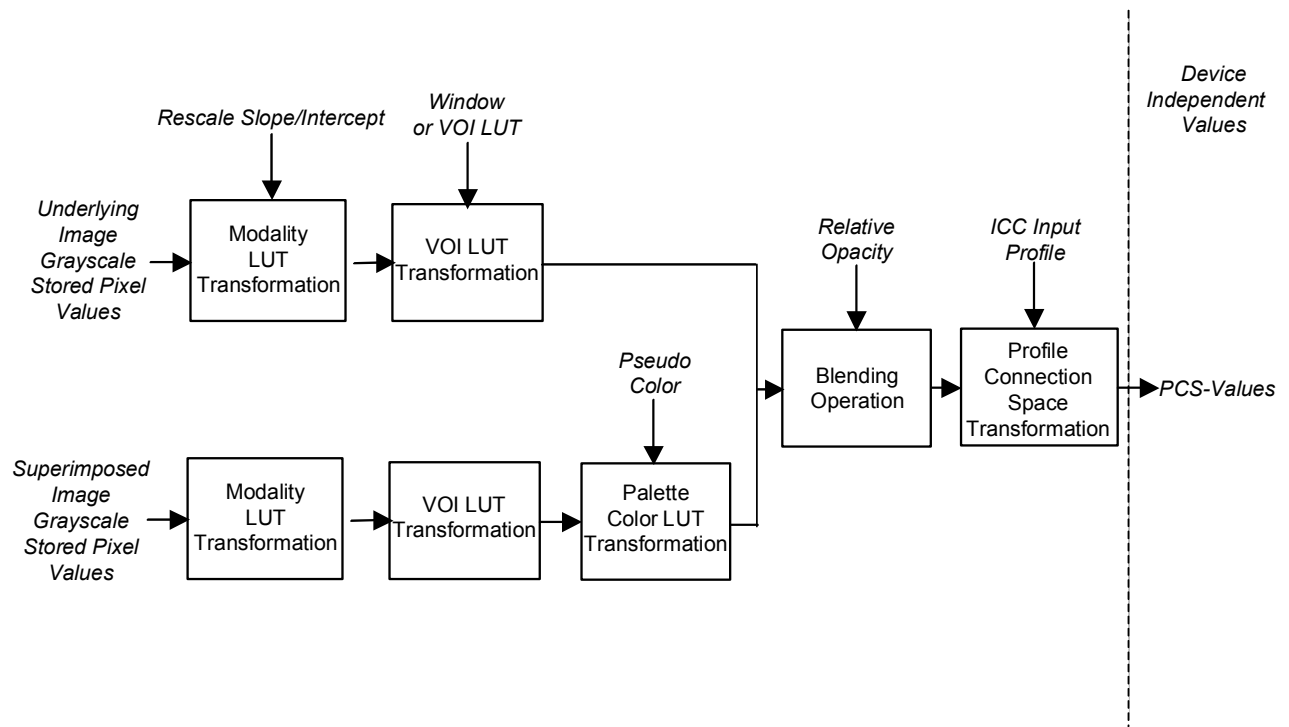 Device
Independent
Values
Rescale Slope/Intercept
Window
or VOI LUT
Underlying
Image
Grayscale
Stored Pixel
Values
Modality
LUT
Transformation
VOI LUT
Transformation
Relative
Opacity
ICC Input
Profile
Pseudo
Color
Blending
Operation
Profile
Connection
Space
Transformation
PCS-Values
Superimposed
Image
Grayscale
Stored Pixel
Values
Modality
LUT
Transformation
VOI LUT
Transformation
Palette
Color LUT
Transformation